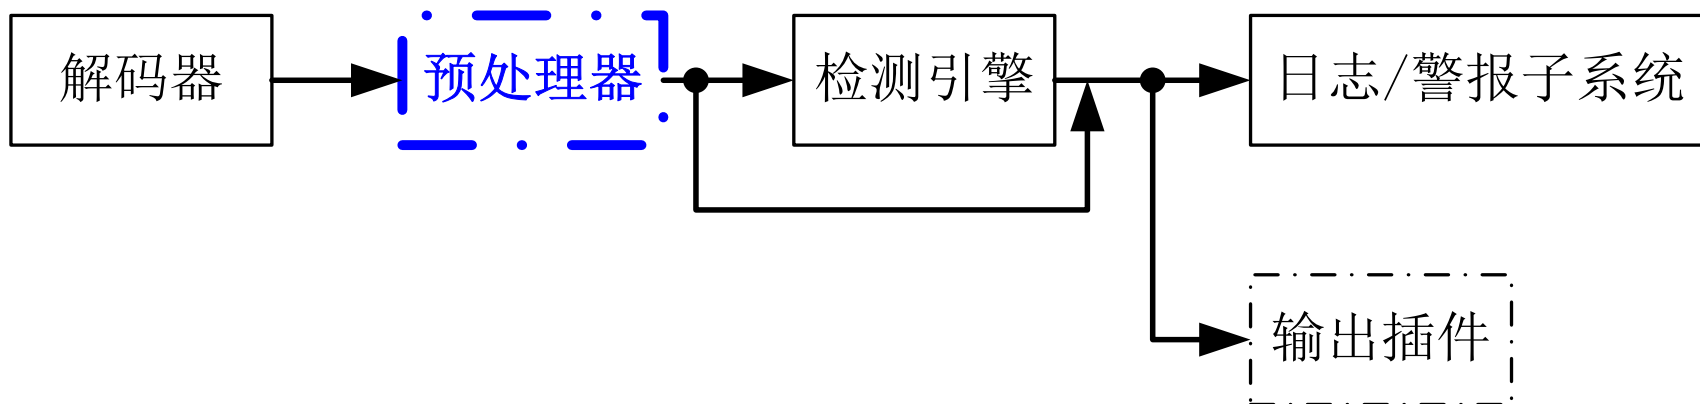 解码器
预处理器
检测引擎
日志/警报子系统
输出插件